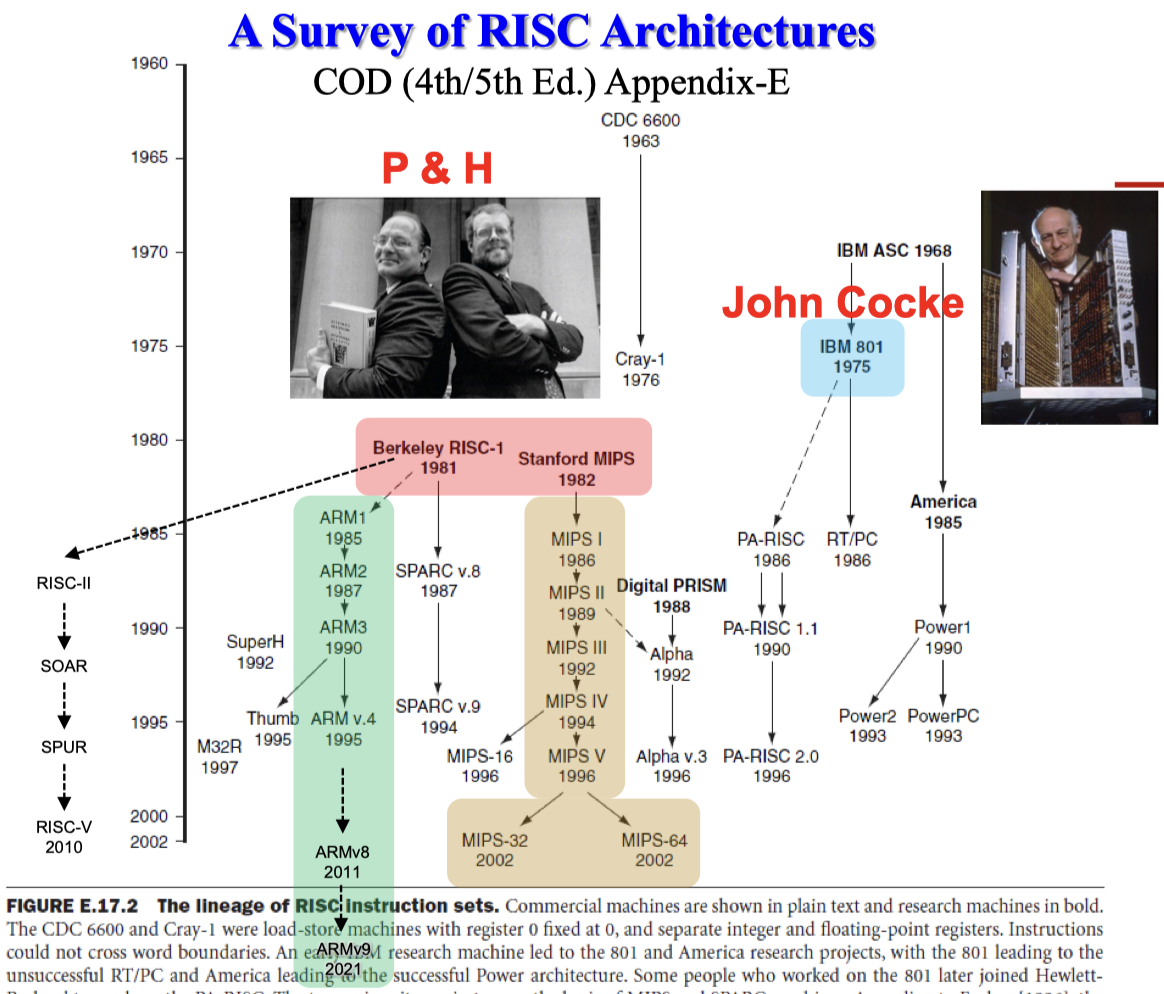 A Survey of RISC Architectures
COD (4th/5th Ed.) Appendix-E
1960
1965
1970
1975
1980
1985
1990
1995
2000
2002
P & H
John Cocke
CDC 6600
1963
Cray-1
1976
IBM ASC 1968
IBM 801
1975
Berkeley RISC-1
1981
Stanford MIPS
1982
RISC-II
SOAR
SPUR
RISC-V
2010
ARM1
1985
ARM2
1987
ARM3
1990
SuperH
1992
Thumb
1995
ARM v.4
1995
M32R
1997
ARMv8
2011
ARMv9
2021
SPARC v.8
1987
SPARC v.9
1994
MIPS I
1986
MIPS II
1989
MIPS III
1992
MIPS IV
1994
MIPS-16
1996
MIPS V
1996
MIPS-32
2002
MIPS-64
2002
Digital PRISM
1988
Alpha
1992
Alpha v.3
1996
PA-RISC
1986
PA-RISC 1.1
1990
PA-RISC 2.0
1996
RT/PC
1986
America
1985
Power1
1990
Power2
1993
PowerPC
1993
FIGURE E.17.2 The lineage of RISC instruction sets. Commercial machines are shown in plain text and research machines in bold.
The CDC 6600 and Cray-1 were load-store machines with register 0 fixed at 0, and separate integer and floating-point registers. Instructions
could not cross word boundaries. An early IBM research machine led to the 801 and America research projects, with the 801 leading to the
unsuccessful RT/PC and America leading to the successful Power architecture. Some people who worked on the 801 later joined Hewlett-